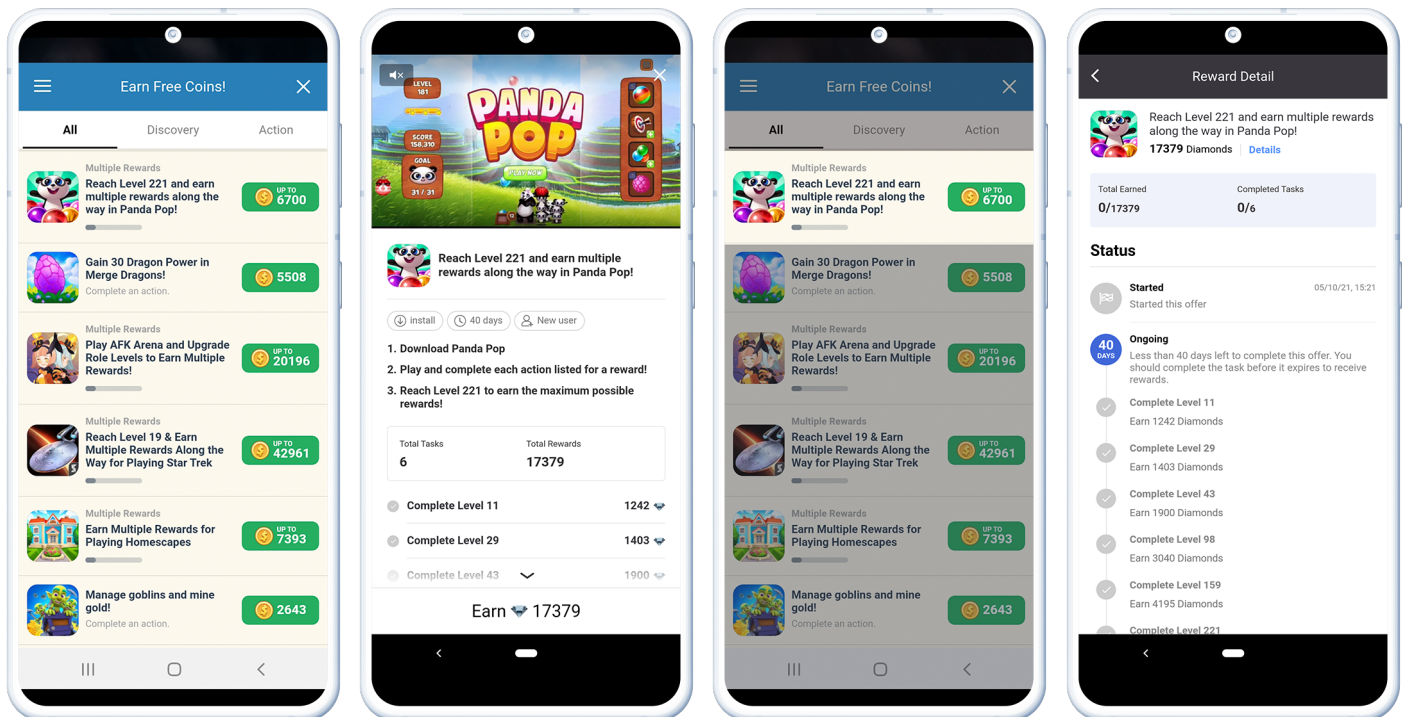 Earn Free Coins!
All
Discovery
Action
Multiple Rewards
Reach Level 221 and earn
multiple rewards along the
way in Panda Pop!
UP TO
6700
Gain 30 Dragon Power in
Merge Dragons!
Complete an action.
5508
Multiple Rewards
Play AFK Arena and Upgrade
Role Levels to Earn Multiple
Rewards!
UP TO
20196
Multiple Rewards
Reach Level 19 & Earn
Multiple Rewards Along the
Way for Playing Star Trek
UP TO
42961
Multiple Rewards
Earn Multiple Rewards for
Playing Homescapes
UP TO
7393
Manage goblins and mine
gold!
Complete an action.
2643
LEVEL
181
SCORE
158,310
GOAL
31 / 31
PANDA
POP
PLAY NOW
12
Reach Level 221 and earn multiple
rewards along the way in Panda Pop!
install
40 days
New user
1. Download Panda Pop
2. Play and complete each action listed for a reward!
3. Reach Level 221 to earn the maximum possible
rewards!
Total Tasks
Total Rewards
6
17379
Complete Level 11
1242
Complete Level 29
1403
Complete Level 43
1900
Earn 17379
Earn Free Coins!
All
Discovery
Action
Multiple Rewards
Reach Level 221 and earn
multiple rewards along the
way in Panda Pop!
UP TO
6700
Gain 30 Dragon Power in
Merge Dragons!
Complete an action.
5508
Multiple Rewards
Play AFK Arena and Upgrade
Role Levels to Earn Multiple
Rewards!
UP TO
20196
Multiple Rewards
Reach Level 19 & Earn
Multiple Rewards Along the
Way for Playing Star Trek
UP TO
42961
Multiple Rewards
Earn Multiple Rewards for
Playing Homescapes
UP TO
7393
Manage goblins and mine
gold!
Complete an action.
2643
Reward Detail
Reach Level 221 and earn multiple rewards
along the way in Panda Pop!
17379 Diamonds
Details
Total Earned
Completed Tasks
0/17379
0/6
Status
Started
05/10/21, 15:21
Started this offer
40
DAYS
Ongoing
Less than 40 days left to complete this offer. You
should complete the task before it expires to receive
rewards.
Complete Level 11
Earn 1242 Diamonds
Complete Level 29
Earn 1403 Diamonds
Complete Level 43
Earn 1900 Diamonds
Complete Level 98
Earn 3040 Diamonds
Complete Level 159
Earn 4195 Diamonds
Complete Level 221